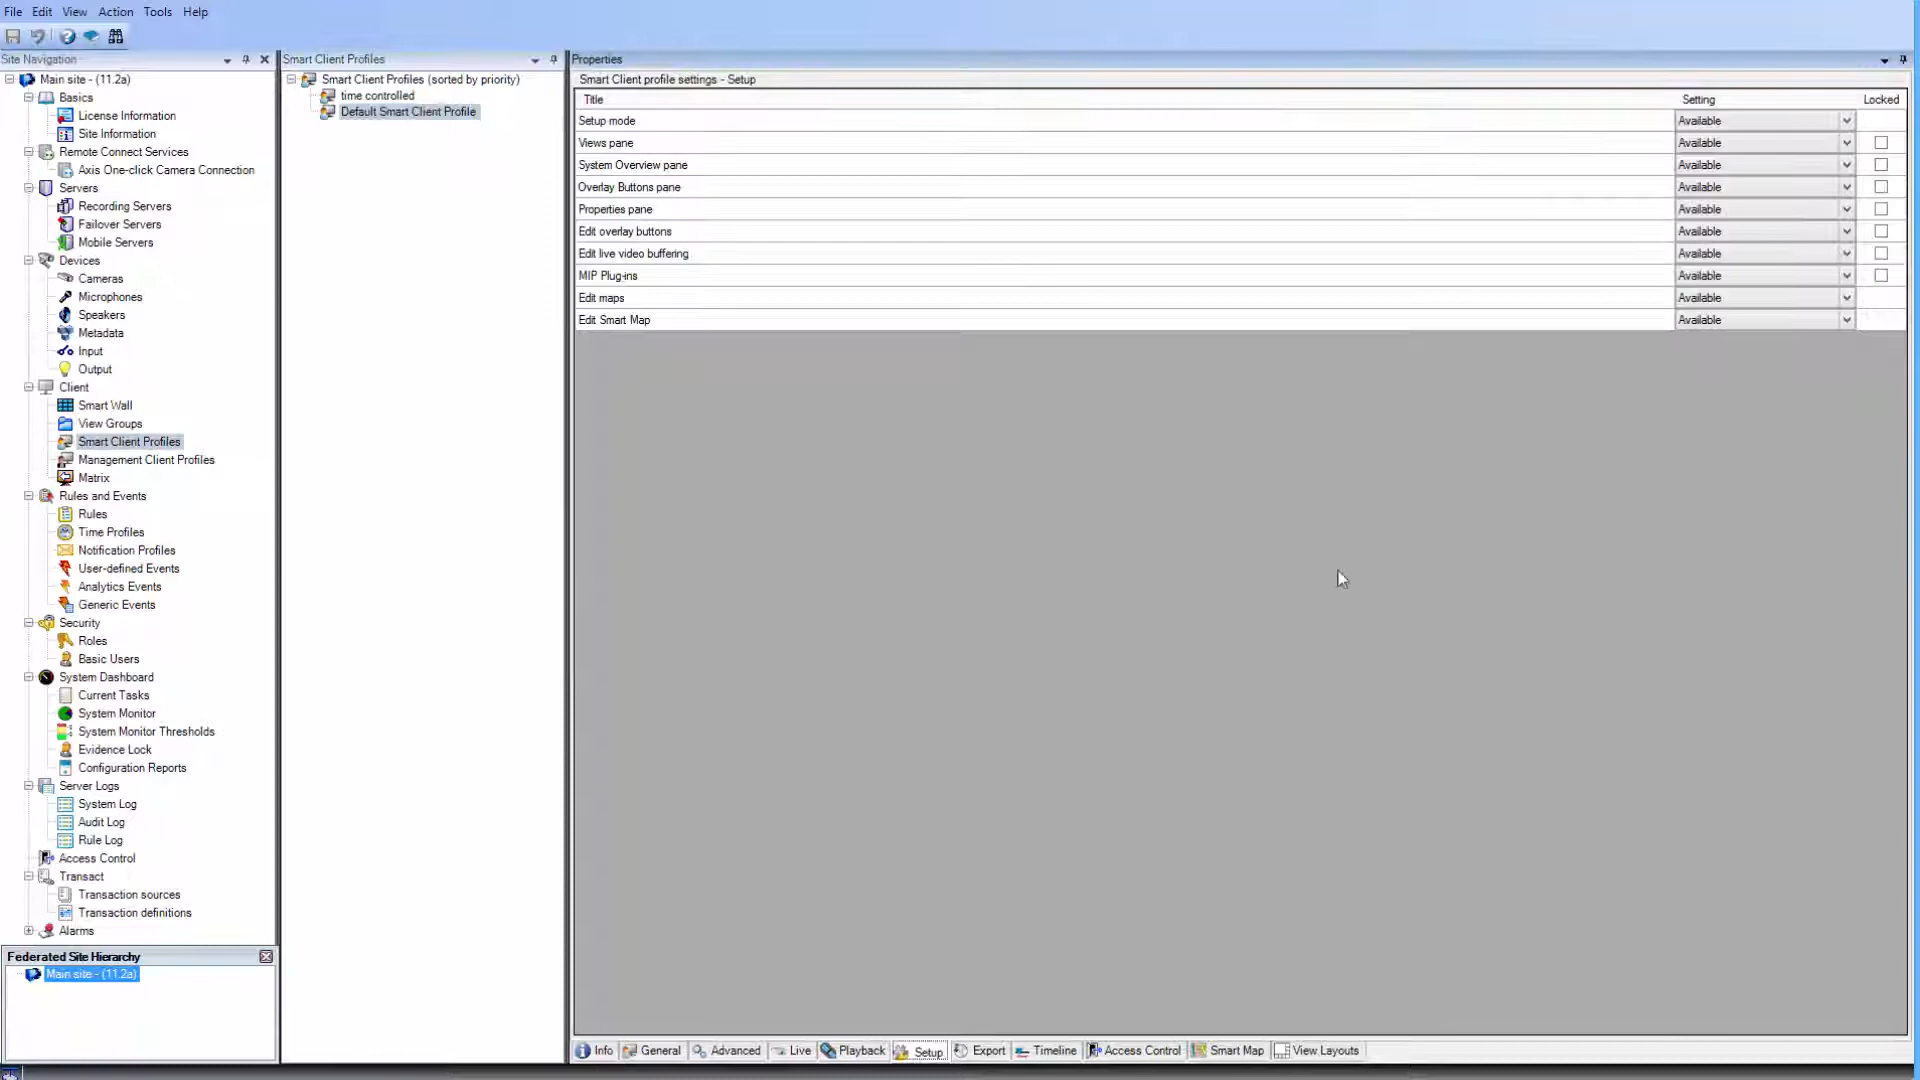 File Edit View Action Tools Help
Site Navigation
Main site - (11.2a)
Basics
License Information
Site Information
Remote Connect Services
Axis One-click Camera Connection
Servers
Recording Servers
Failover Servers
Mobile Servers
Devices
Cameras
Microphones
Speakers
Metadata
Input
Output
Client
Smart Wall
View Groups
Smart Client Profiles
Management Client Profiles
Matrix
Rules and Events
Rules
Time Profiles
Notification Profiles
User-defined Events
Analytics Events
Generic Events
Security
Roles
Basic Users
System Dashboard
Current Tasks
System Monitor
System Monitor Thresholds
Evidence Lock
Configuration Reports
Server Logs
System Log
Audit Log
Rule Log
Access Control
Transact
Transaction sources
Transaction definitions
Alarms
Federated Site Hierarchy
Main site - (11.2a)
Smart Client Profiles
Smart Client Profiles (sorted by priority)
time controlled
Default Smart Client Profile
Properties
Smart Client profile settings - Setup
Title Setting Locked
Setup mode Available
Views pane Available
System Overview pane Available
Overlay Buttons pane Available
Properties pane Available
Edit overlay buttons Available
Edit live video buffering Available
MIP Plug-ins Available
Edit maps Available
Edit Smart Map Available
Info General Advanced Live Playback Setup Export Timeline Access Control Smart Map View Layouts